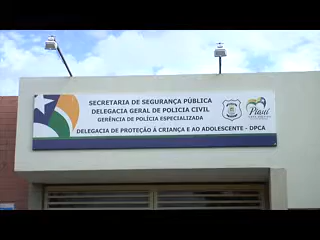 SECRETARIA DE SEGURANÇA PÚBLICA
DELEGACIA GERAL DE POLICIA CIVIL
GERÊNCIA DE POLÍCIA ESPECIALIZADA
DELEGACIA DE PROTEÇÃO À CRIANÇA E AO ADOLESCENTE - DPCA
Piauí